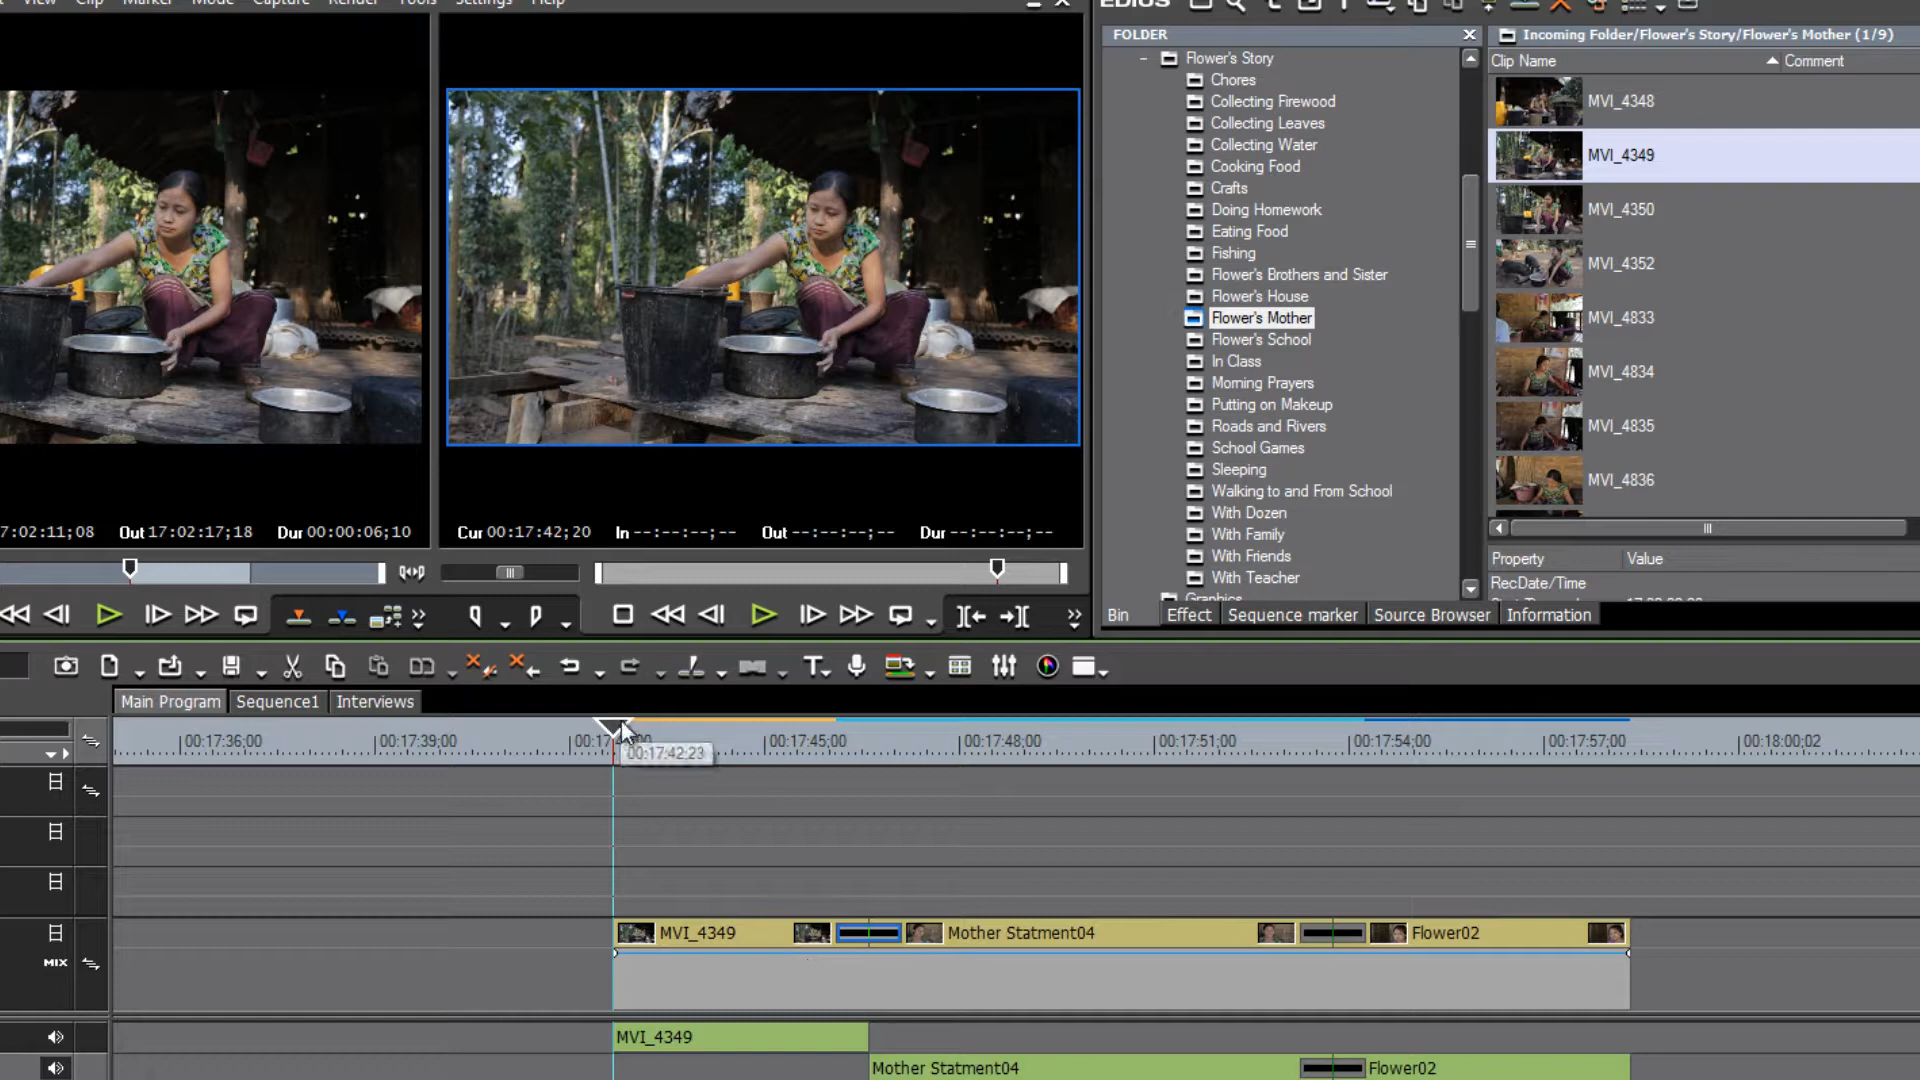 View Clip Marker Mode Capture Render Tools Settings Help
EDIUS
FOLDER
Flower's Story
Chores
Collecting Firewood
Collecting Leaves
Collecting Water
Cooking Food
Crafts
Doing Homework
Eating Food
Fishing
Flower's Brothers and Sister
Flower's House
Flower's Mother
Flower's School
In Class
Morning Prayers
Putting on Makeup
Roads and Rivers
School Games
Sleeping
Walking to and From School
With Dozen
With Family
With Friends
With Teacher
Graphics
Incoming Folder/Flower's Story/Flower's Mother (1/9)
Clip Name Comment
MVI_4348
MVI_4349
MVI_4350
MVI_4352
MVI_4833
MVI_4834
MVI_4835
MVI_4836
Property Value
RecDate/Time
Bin Effect Sequence marker Source Browser Information
7:02:11;08 Out 17:02:17;18 Dur 00:00:06;10
Cur 00:17:42;20 In --:--:--;-- Out --:--:--;-- Dur --:--:--;--
Main Program Sequence1 Interviews
00:17:36;00 00:17:39;00 00:17:45;00 00:17:48;00 00:17:51;00 00:17:54;00 00:17:57;00 00:18:00;02
00:17:42;23
MVI_4349 Mother Statment04 Flower02
MIX
MVI_4349
Mother Statment04 Flower02